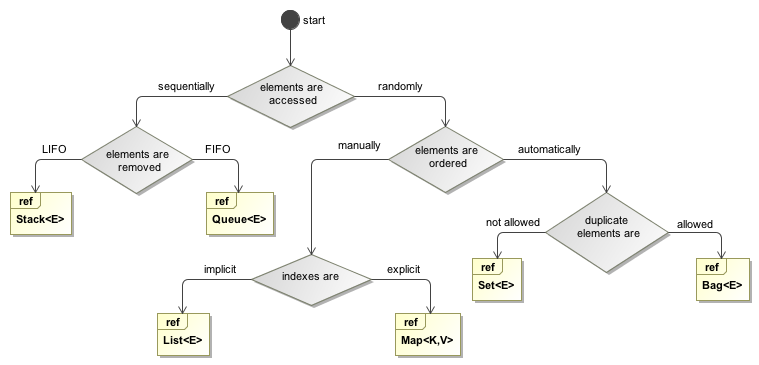 start
elements are
accessed
sequentially
randomly
elements are
removed
LIFO
FIFO
ref
Stack<E>
ref
Queue<E>
elements are
ordered
manually
automatically
indexes are
implicit
explicit
ref
List<E>
ref
Map<K,V>
duplicate
elements are
not allowed
allowed
ref
Set<E>
ref
Bag<E>